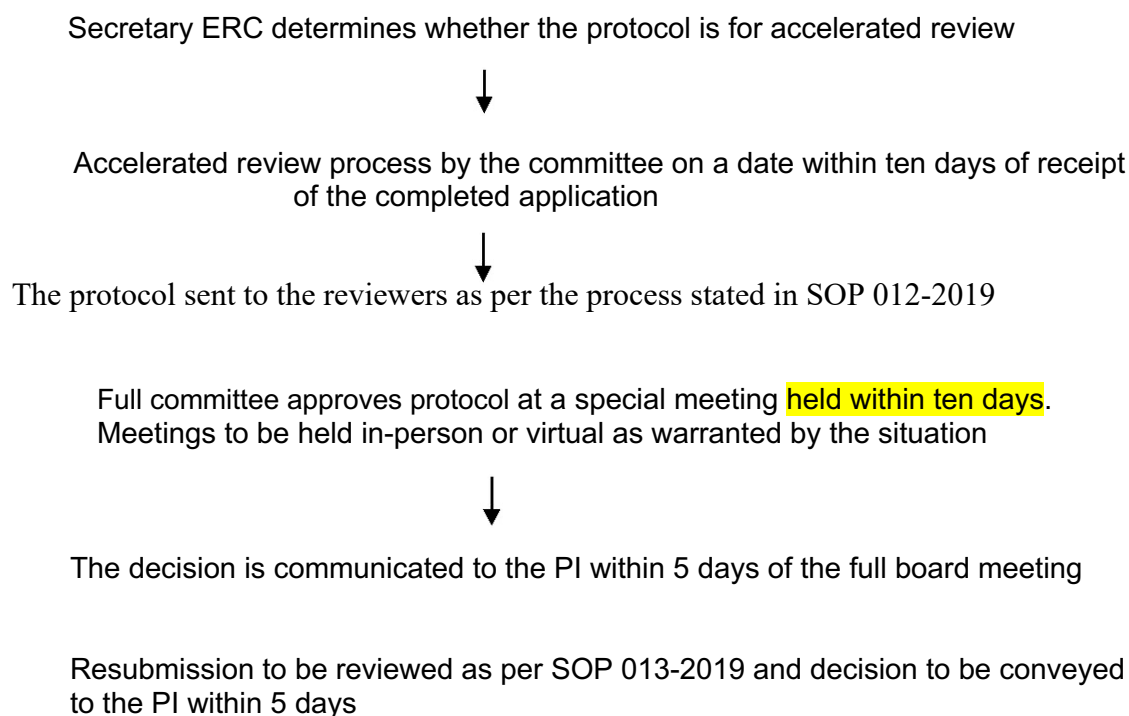 Secretary ERC determines whether the protocol is for accelerated review
Accelerated review process by the committee on a date within ten days of receipt
of the completed application
The protocol sent to the reviewers as per the process stated in SOP 012-2019
Full committee approves protocol at a special meeting held within ten days.
Meetings to be held in-person or virtual as warranted by the situation
The decision is communicated to the PI within 5 days of the full board meeting
Resubmission to be reviewed as per SOP 013-2019 and decision to be conveyed
to the PI within 5 days